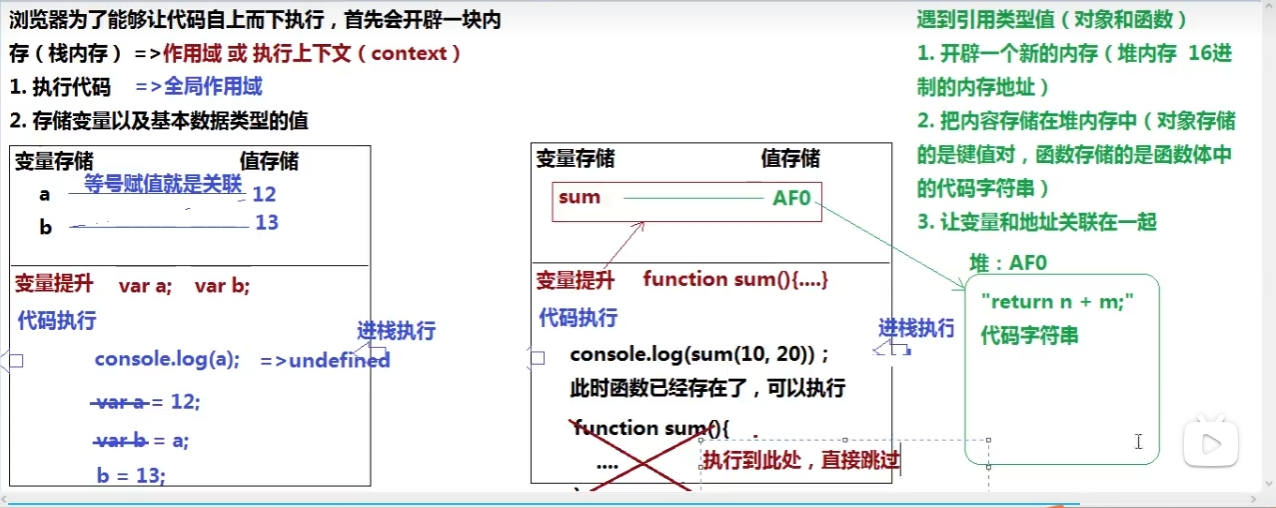 浏览器为了能够让代码自上而下执行，首先会开辟一块内
存（栈内存）=>作用域 或 执行上下文（context）
1. 执行代码 =>全局作用域
2. 存储变量以及基本数据类型的值
变量存储 值存储
等号赋值就是关联
a 12
b 13
变量提升 var a; var b;
代码执行
进栈执行
console.log(a); =>undefined
var a = 12;
var b = a;
b = 13;
变量存储 值存储
sum AF0
变量提升 function sum(){....}
代码执行
进栈执行
console.log(sum(10, 20))；
此时函数已经存在了，可以执行
function sum(){
....
执行到此处，直接跳过
}
遇到引用类型值（对象和函数）
1. 开辟一个新的内存（堆内存 16进
制的内存地址）
2. 把内容存储在堆内存中（对象存储
的是键值对，函数存储的是函数体中
的代码字符串）
3. 让变量和地址关联在一起
堆：AF0
"return n + m;"
代码字符串